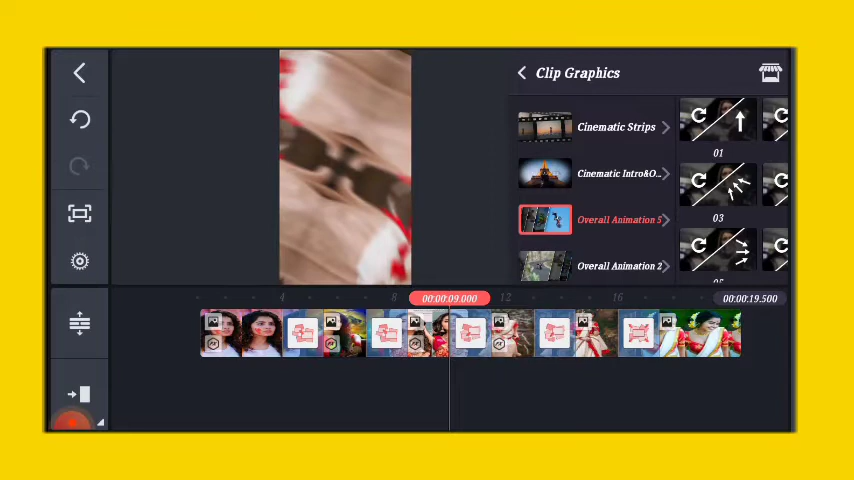 Clip Graphics
Cinematic Strips
01
Cinematic Intro&O...
03
Overall Animation 5
Overall Animation 2
4
8
00:00:09.000
12
16
00:00:19.500